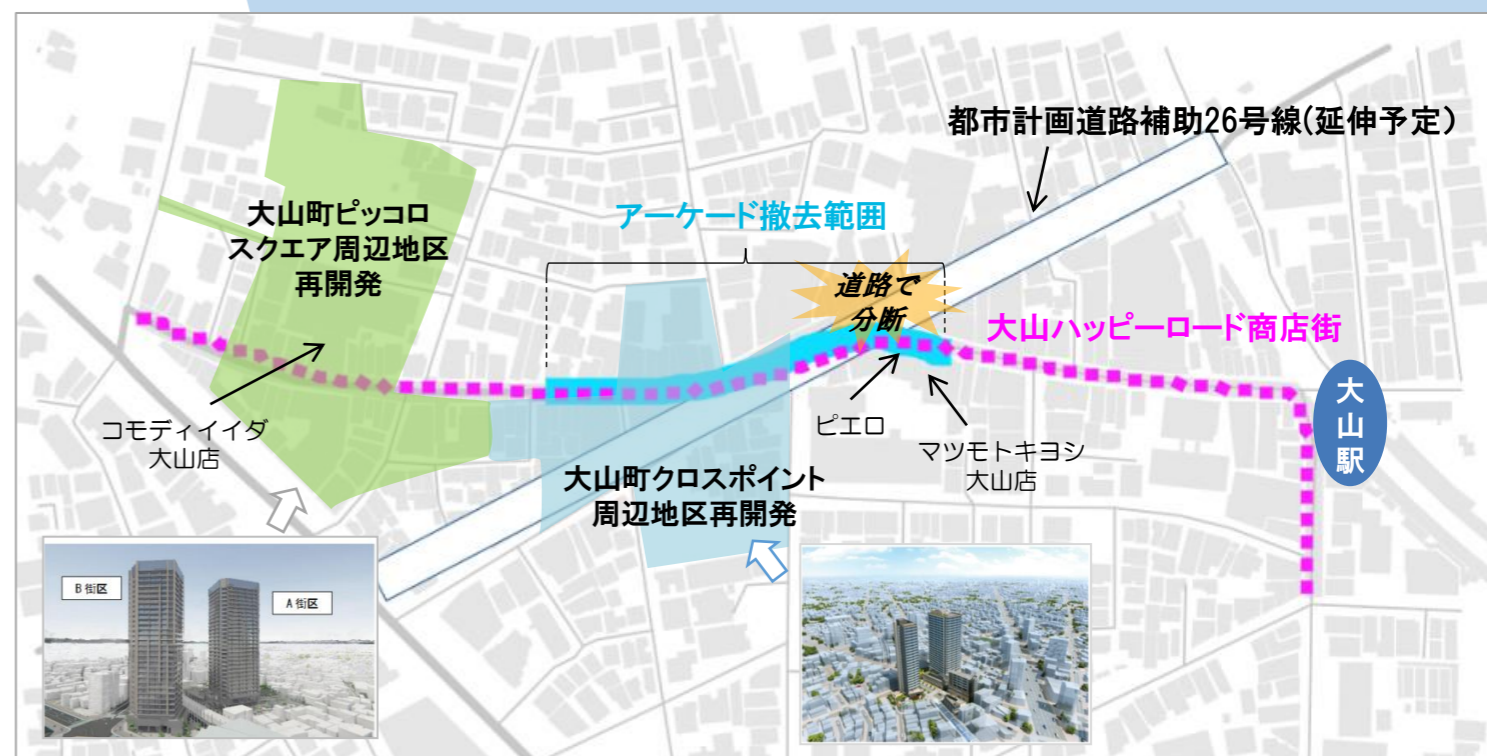 都市計画道路補助26号線(延伸予定)
大山町ピッコロ
スクエア周辺地区
再開発
アーケード撤去範囲
道路で
分断
大山ハッピーロード商店街
大山駅
コモディイイダ
大山店
ピエロ
マツモトキヨシ
大山店
大山町クロスポイント
周辺地区再開発
B街区
A街区